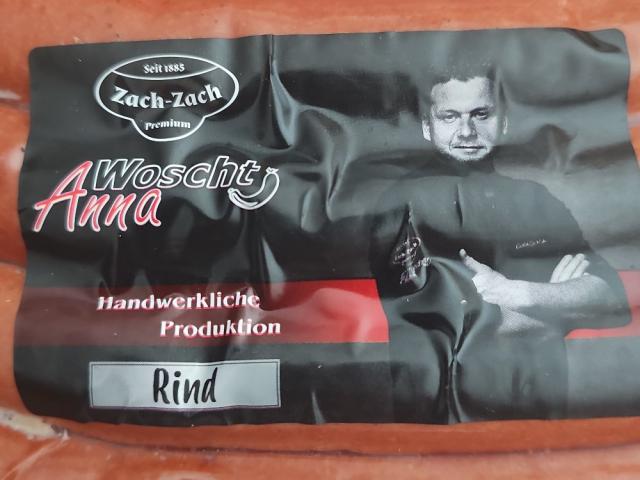 Seit 1885
Zach-Zach
Premium
Woscht
Anna
Handwerkliche
Produktion
Rind